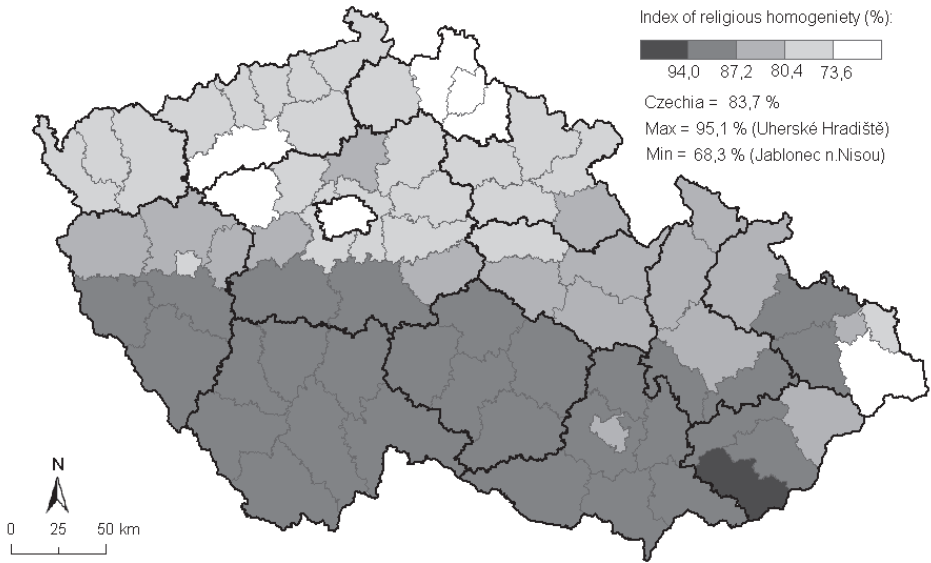 Index of religious homogeniety (%):
94,0 87,2 80,4 73,6
Czechia = 83,7 %
Max = 95,1 % (Uherské Hradiště)
Min = 68,3 % (Jablonec n.Nisou)
N
0 25 50 km